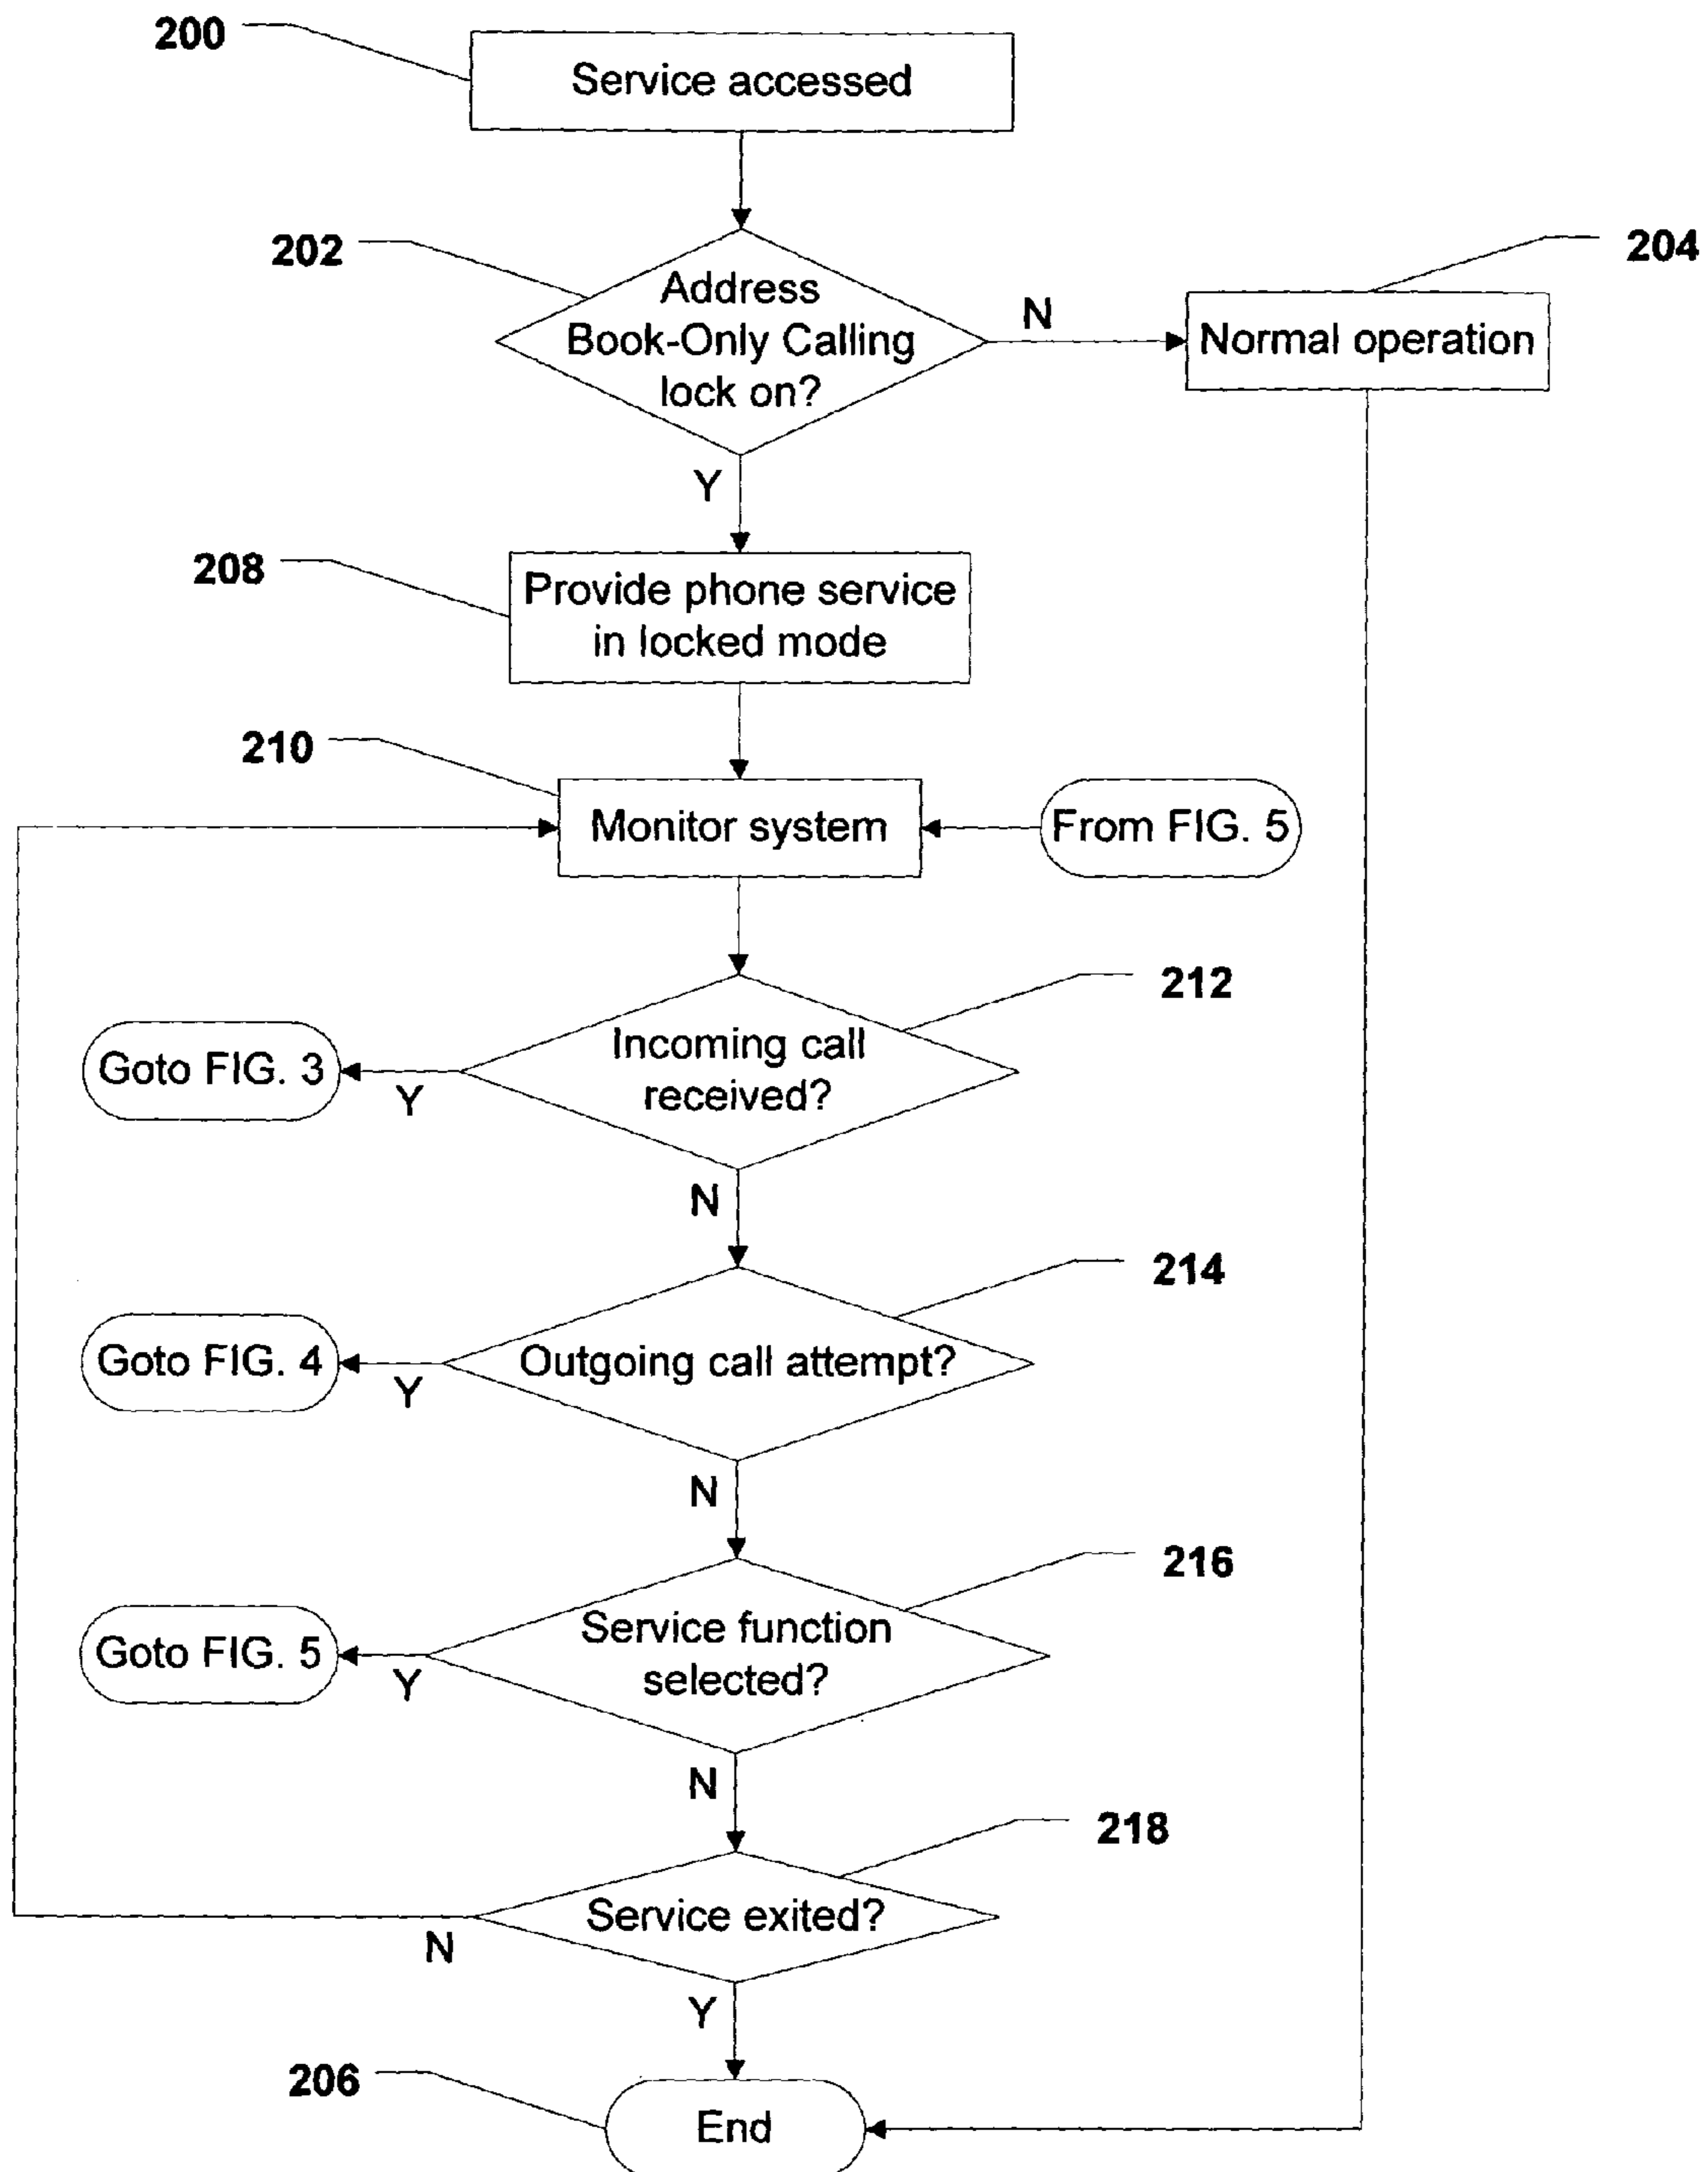 200
Service accessed
202
Address
Book-Only Calling
lock on?
N
204
Normal operation
Y
208
Provide phone service
in locked mode
210
Monitor system
From FIG. 5
212
Incoming call
received?
Goto FIG. 3
Y
N
214
Outgoing call attempt?
Goto FIG. 4
Y
N
216
Service function
selected?
Goto FIG. 5
Y
N
218
Service exited?
N
Y
206
End